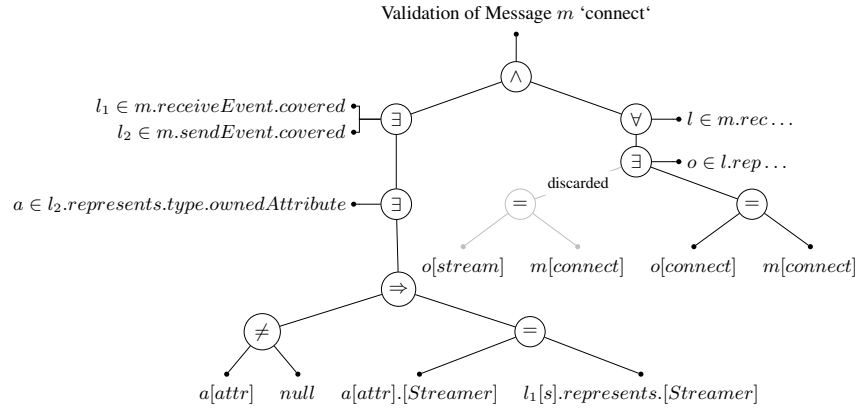 Validation of Message m ‘connect‘
∧
l₁ ∈ m.receiveEvent.covered
l₂ ∈ m.sendEvent.covered
∃
∀
l ∈ m.rec . . .
∃
o ∈ l.rep . . .
discarded
a ∈ l₂.represents.type.ownedAttribute
∃
=
=
o[stream]
m[connect]
o[connect]
m[connect]
⇒
≠
=
a[attr]
null
a[attr].[Streamer]
l₁[s].represents.[Streamer]